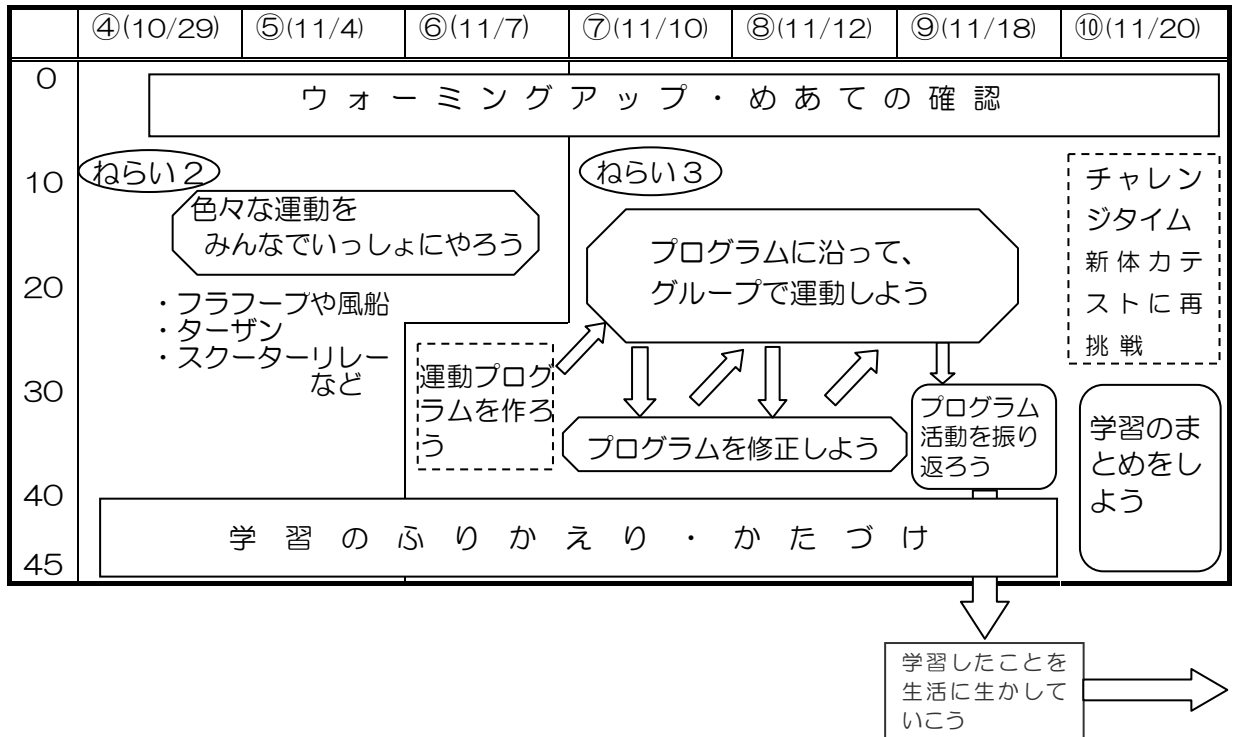 ④(10/29) ⑤(11/4) ⑥(11/7) ⑦(11/10) ⑧(11/12) ⑨(11/18) ⑩(11/20)
0
ウォーミングアップ・めあての確認
10
ねらい2
色々な運動を
みんなでいっしょにやろう
・フラフープや風船
・ターザン
・スクーターリレー
など
ねらい3
プログラムに沿って、
グループで運動しよう
チャレン
ジタイム
新体力テ
ストに再
挑戦
20
運動プログ
ラムを作ろ
う
プログラムを修正しよう
プログラム
活動を振り
返ろう
学習のま
とめをし
よう
30
40
学習のふりかえり・かたづけ
45
学習したことを
生活に生かして
いこう